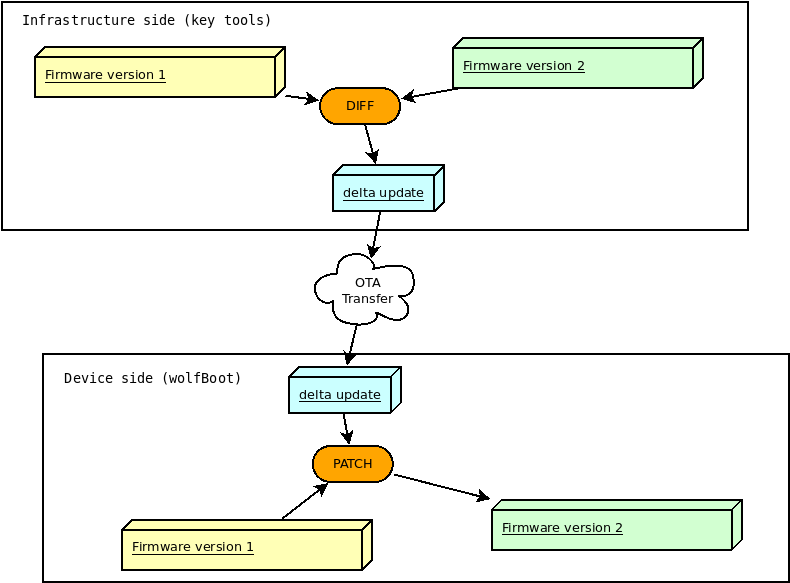 Infrastructure side (key tools)
Firmware version 1
Firmware version 2
DIFF
delta update
OTA
Transfer
Device side (wolfBoot)
delta update
PATCH
Firmware version 1
Firmware version 2